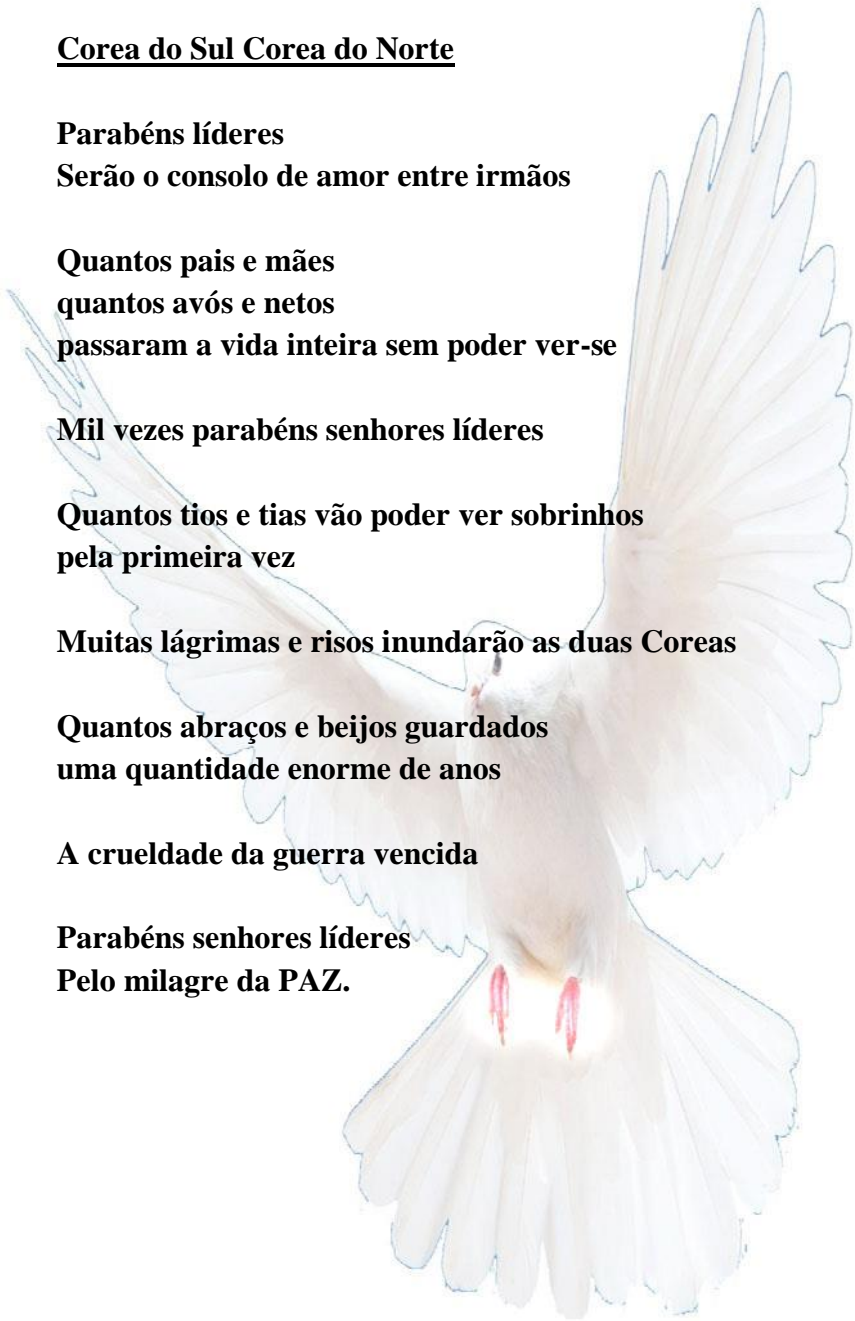 Corea do Sul Corea do Norte
Parabéns líderes
Serão o consolo de amor entre irmãos
Quantos pais e mães
quantos avós e netos
passaram a vida inteira sem poder ver-se
Mil vezes parabéns senhores líderes
Quantos tios e tias vão poder ver sobrinhos
pela primeira vez
Muitas lágrimas e risos inundarão as duas Coreas
Quantos abraços e beijos guardados
uma quantidade enorme de anos
A crueldade da guerra vencida
Parabéns senhores líderes
Pelo milagre da PAZ.